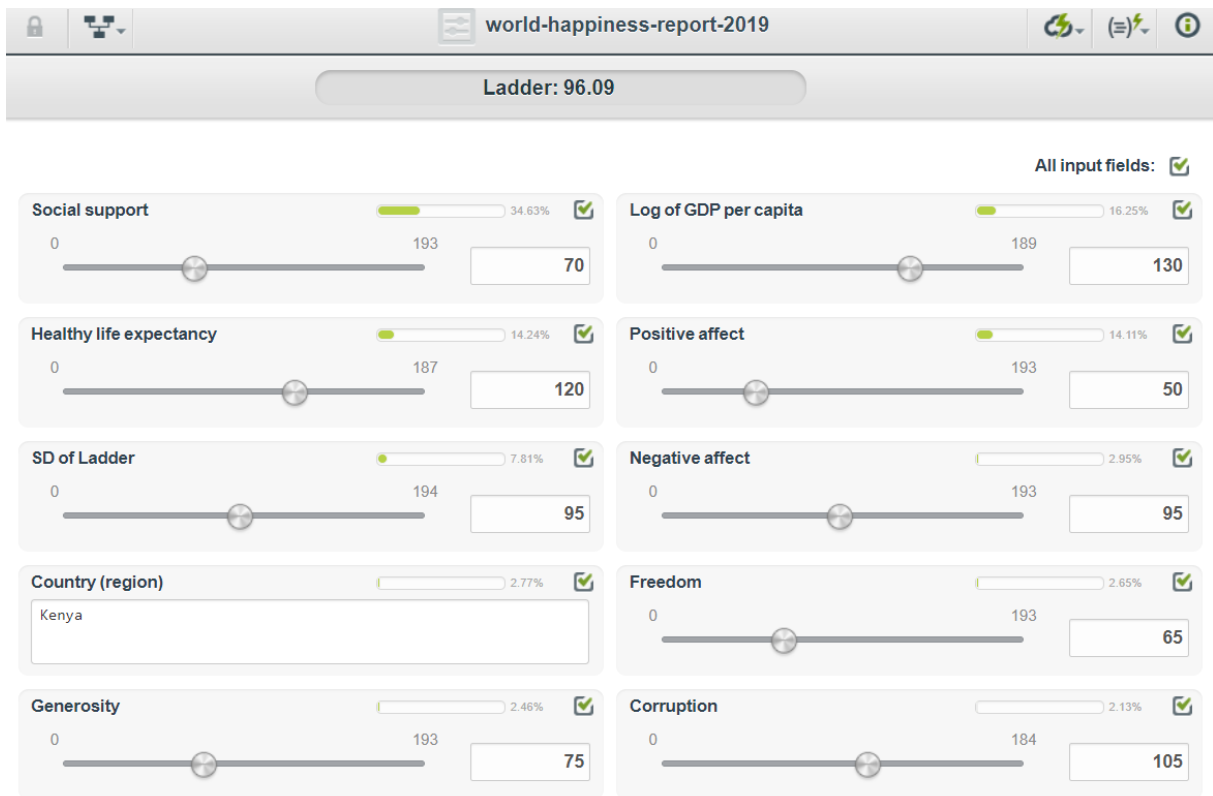 world-happiness-report-2019
Ladder: 96.09
All input fields:
Social support 34.63%
0 193
70
Log of GDP per capita 16.25%
0 189
130
Healthy life expectancy 14.24%
0 187
120
Positive affect 14.11%
0 193
50
SD of Ladder 7.81%
0 194
95
Negative affect 2.95%
0 193
95
Country (region) 2.77%
Kenya
Freedom 2.65%
0 193
65
Generosity 2.46%
0 193
75
Corruption 2.13%
0 184
105